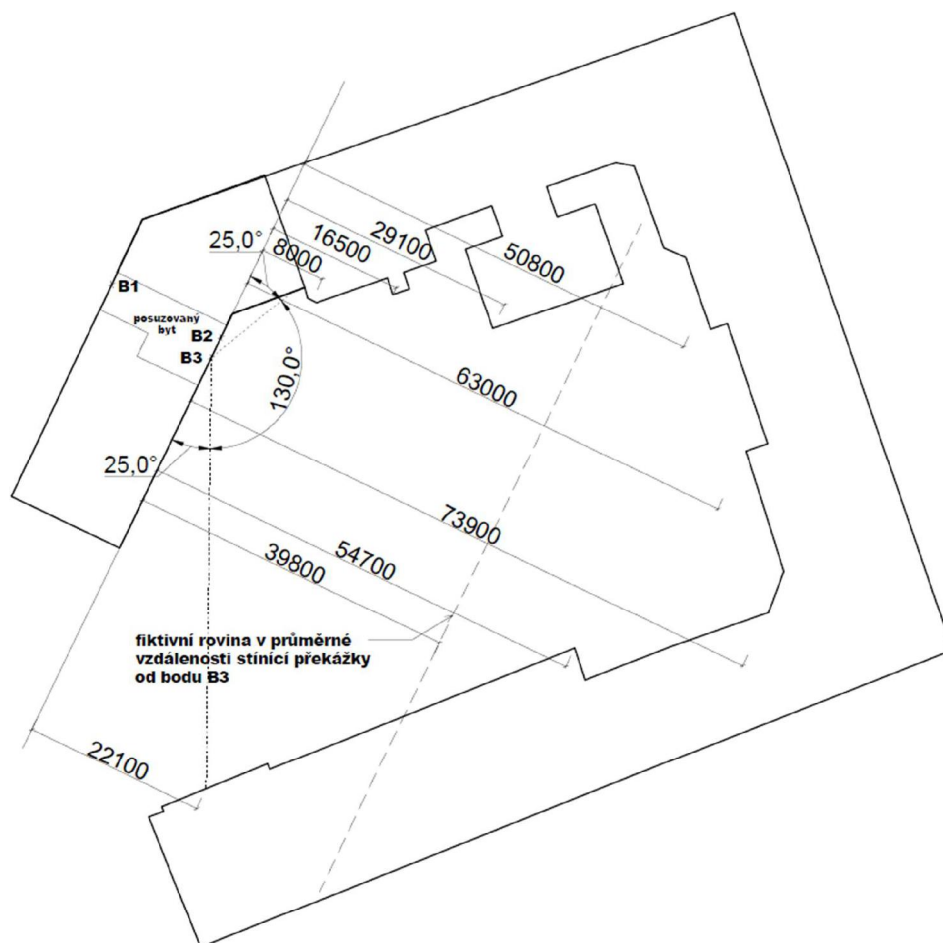 25,0°
8000
16500
29100
50800
B1
posuzovaný
byt
B2
B3
130,0°
63000
25,0°
73900
54700
39800
fiktivní rovina v průměrné
vzdálenosti stínící překážky
od bodu B3
22100